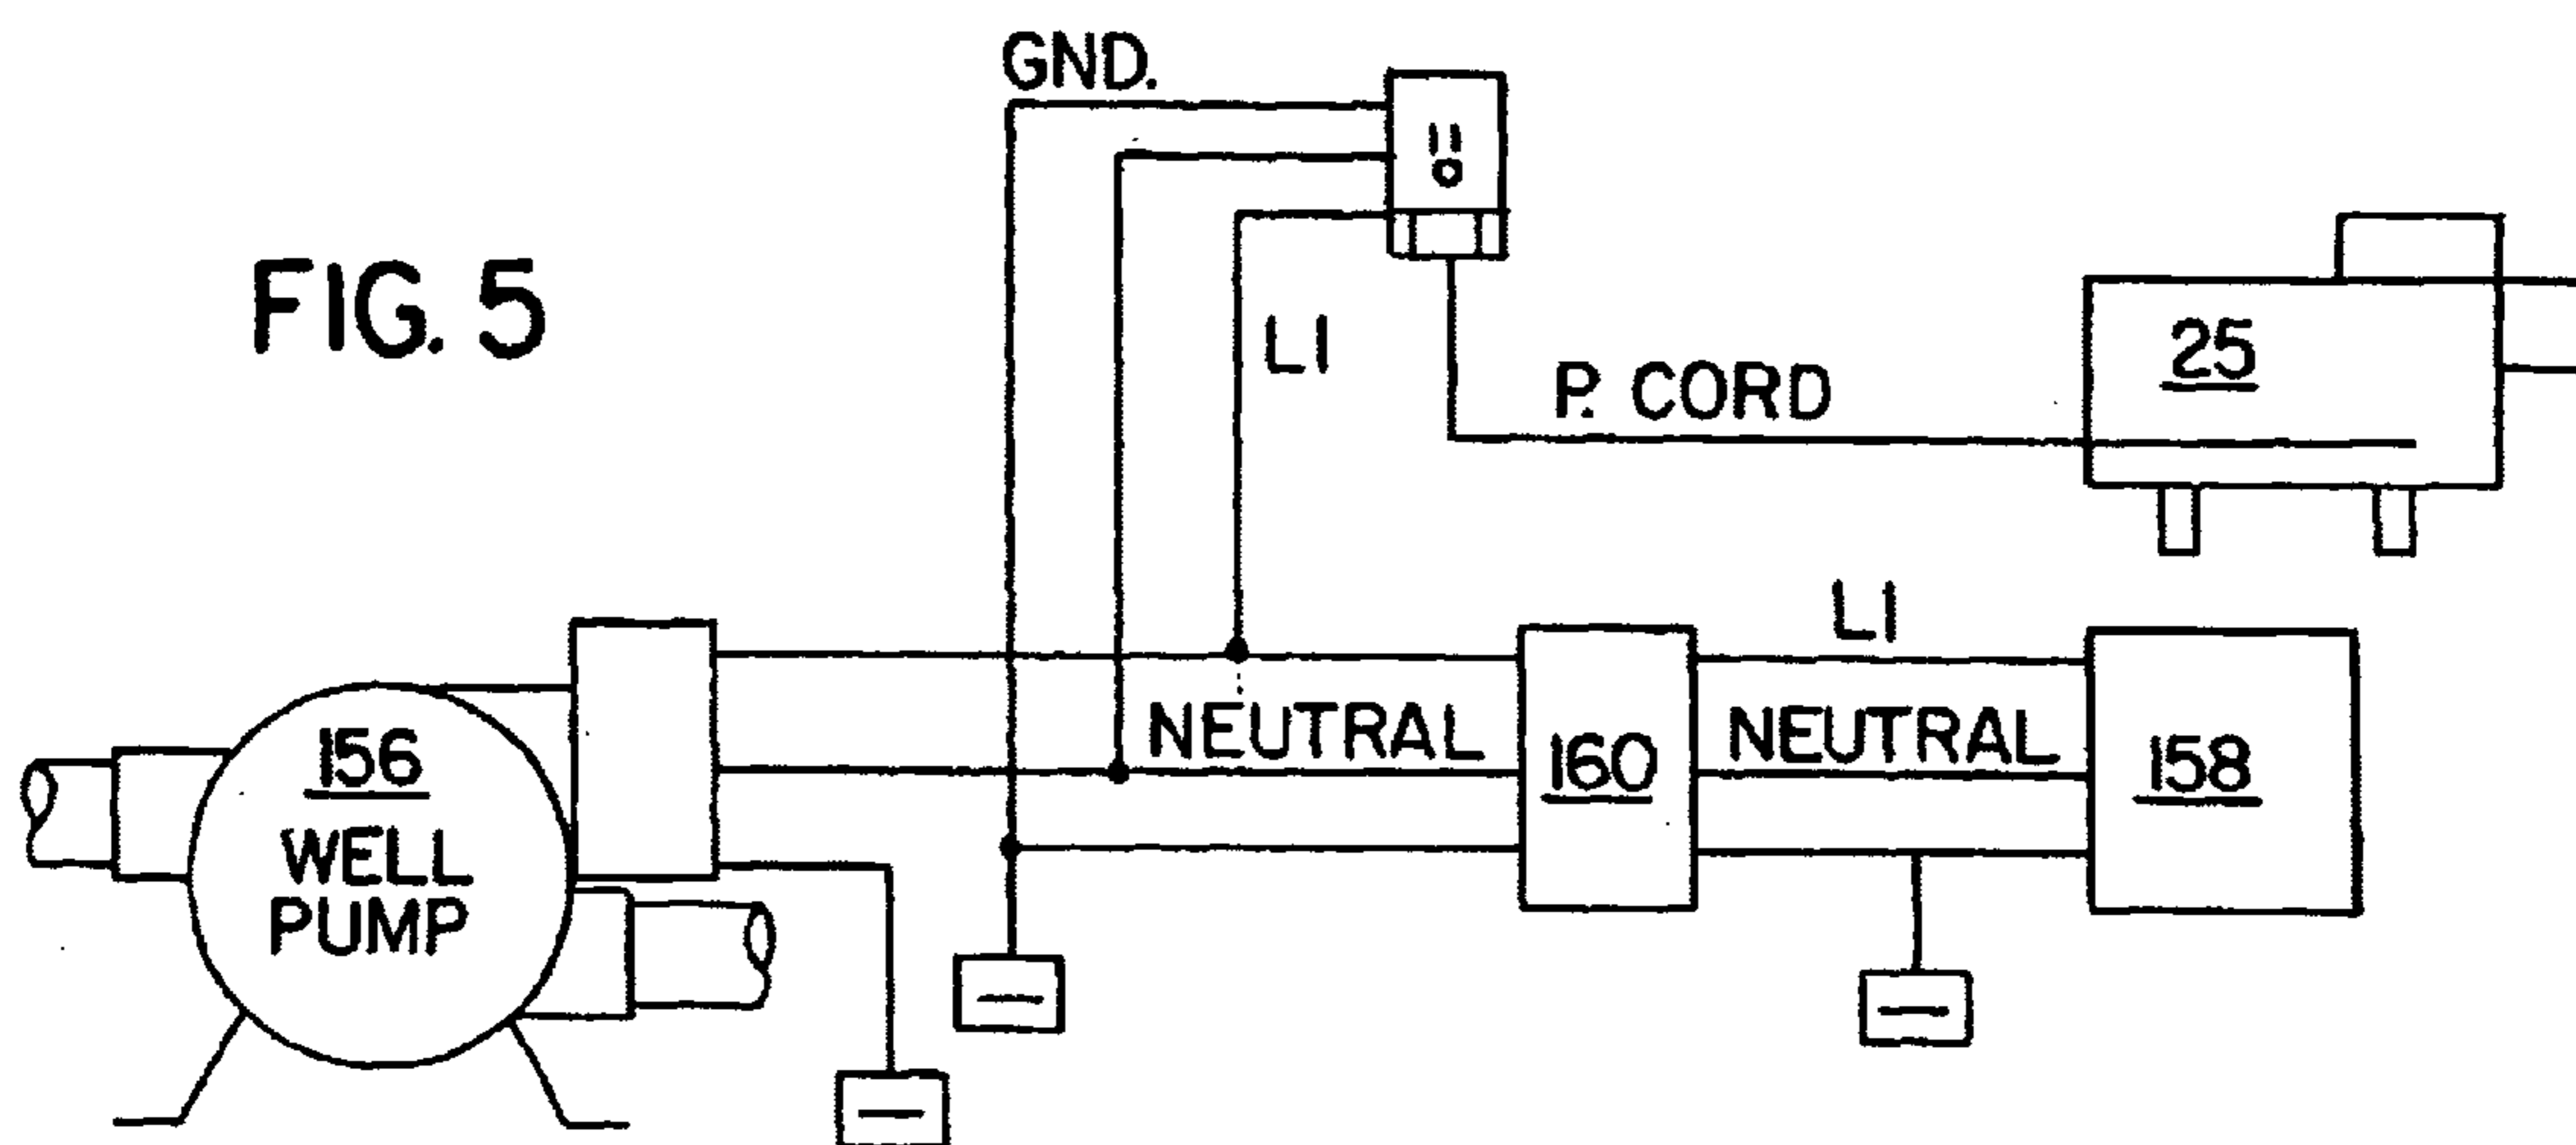 GND.
FIG. 5
L1
P. CORD
25
L1
156
WELL
PUMP
NEUTRAL
160
NEUTRAL
158